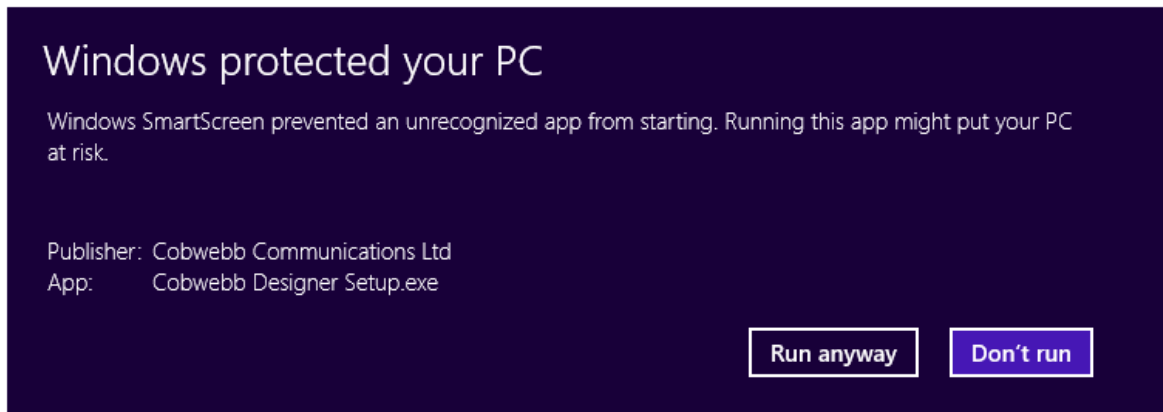 Windows protected your PC
Windows SmartScreen prevented an unrecognized app from starting. Running this app might put your PC
at risk.
Publisher: Cobwebb Communications Ltd
App: Cobwebb Designer Setup.exe
Run anyway Don't run